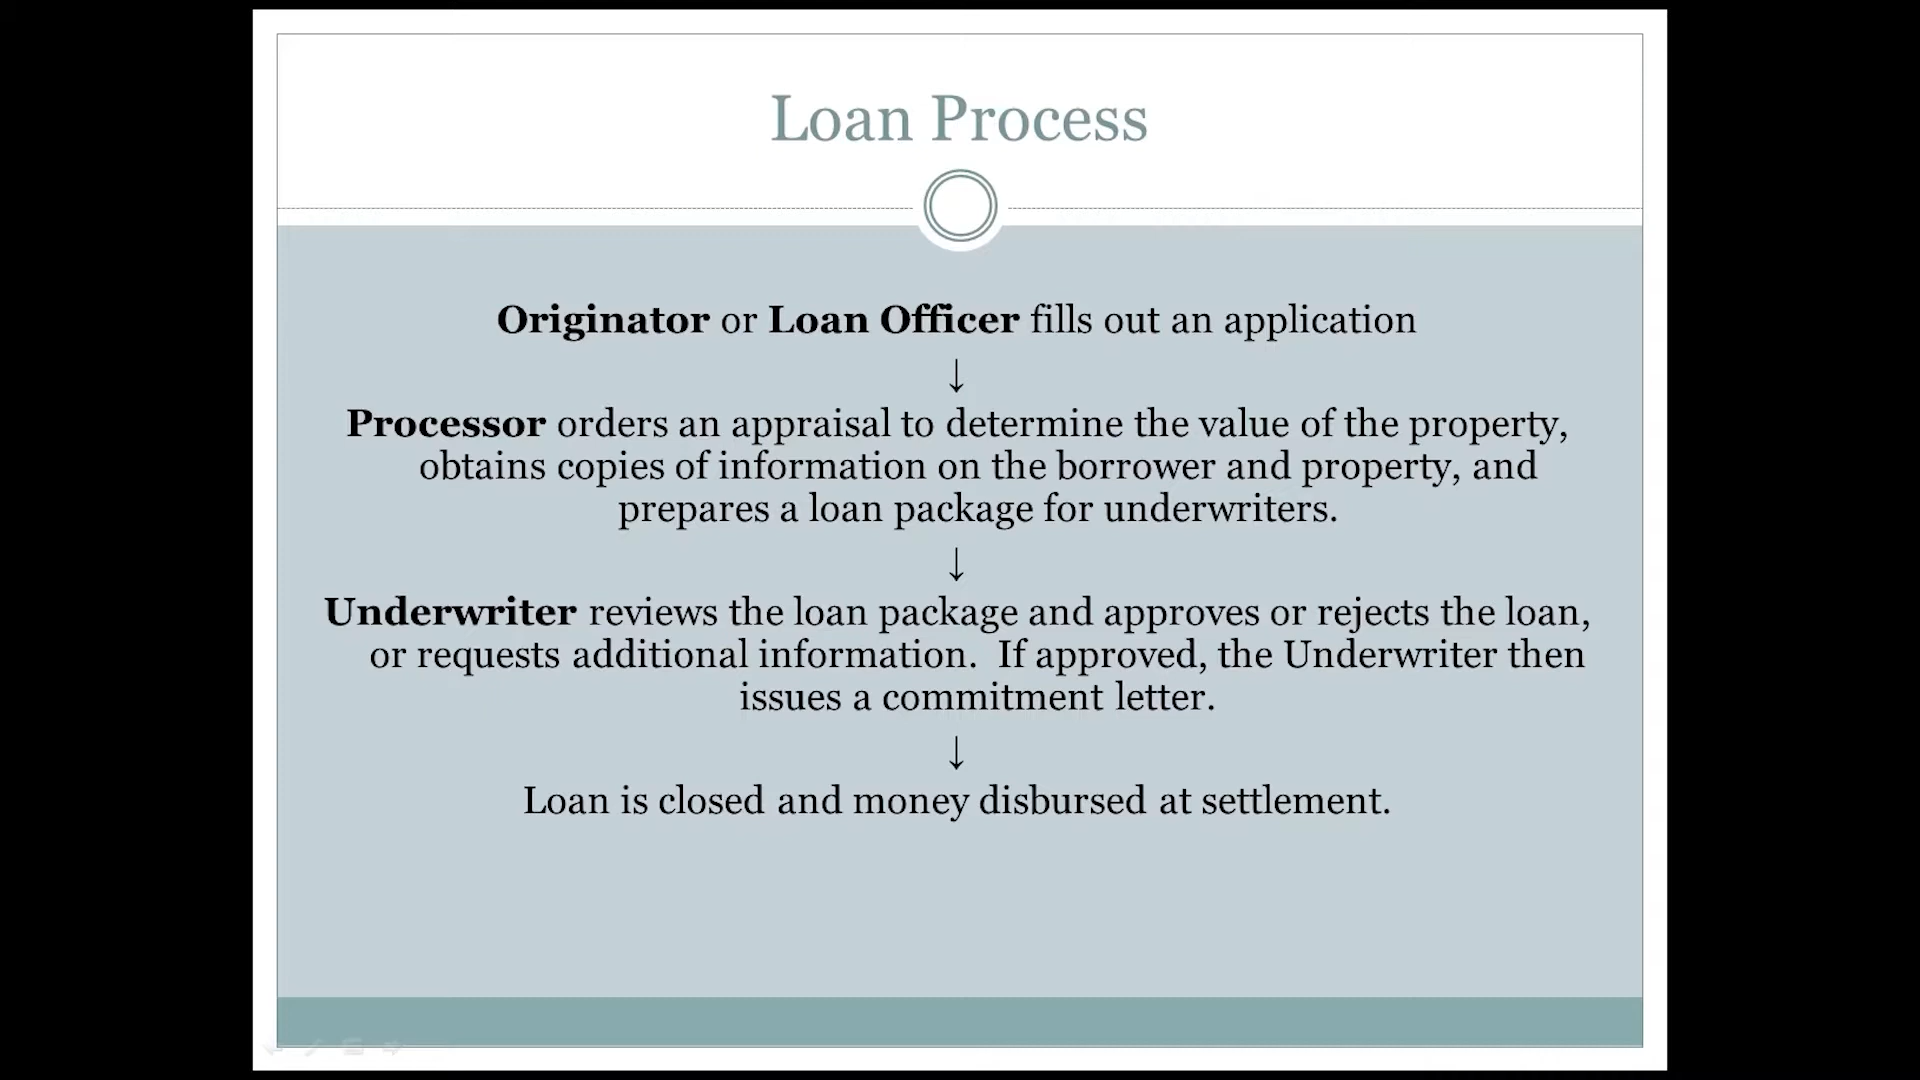 Loan Process
Originator or Loan Officer fills out an application
↓
Processor orders an appraisal to determine the value of the property,
obtains copies of information on the borrower and property, and
prepares a loan package for underwriters.
↓
Underwriter reviews the loan package and approves or rejects the loan,
or requests additional information.  If approved, the Underwriter then
issues a commitment letter.
↓
Loan is closed and money disbursed at settlement.